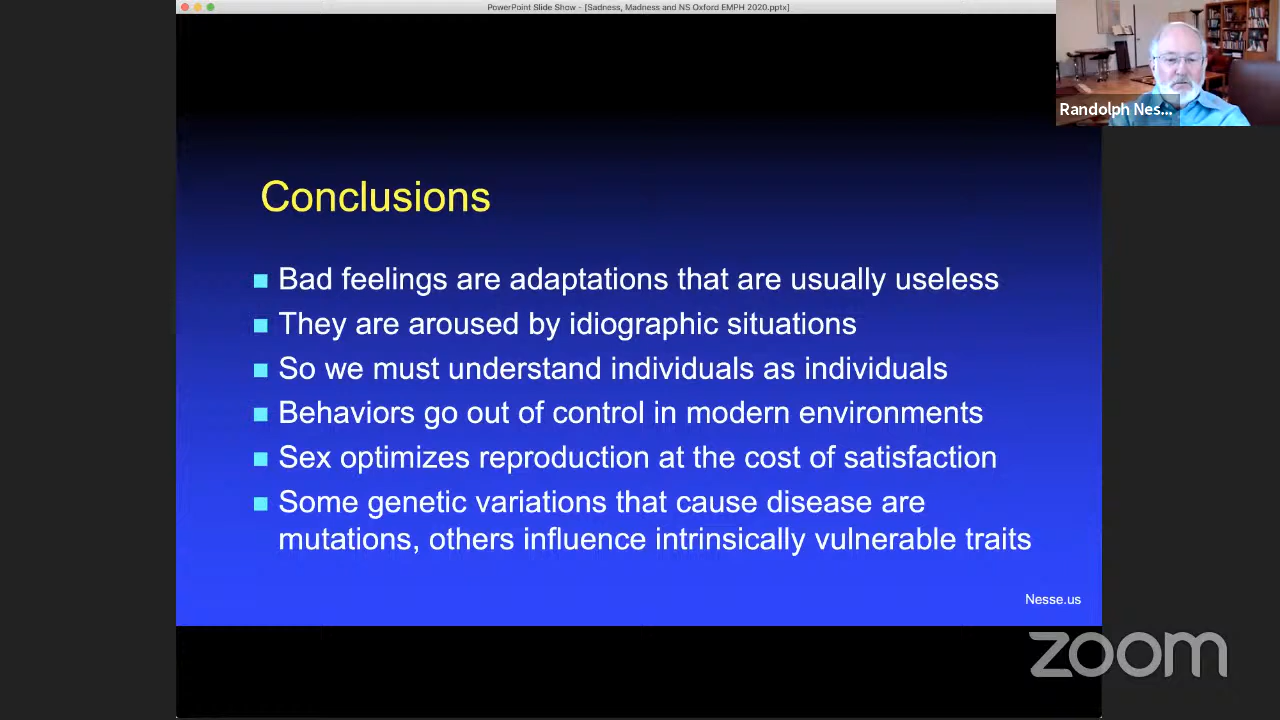 PowerPoint Slide Show - [Sadness, Madness and NS Oxford EMPH 2020.pptx]
Randolph Nes...
Conclusions
Bad feelings are adaptations that are usually useless
They are aroused by idiographic situations
So we must understand individuals as individuals
Behaviors go out of control in modern environments
Sex optimizes reproduction at the cost of satisfaction
Some genetic variations that cause disease are
mutations, others influence intrinsically vulnerable traits
Nesse.us
zoom